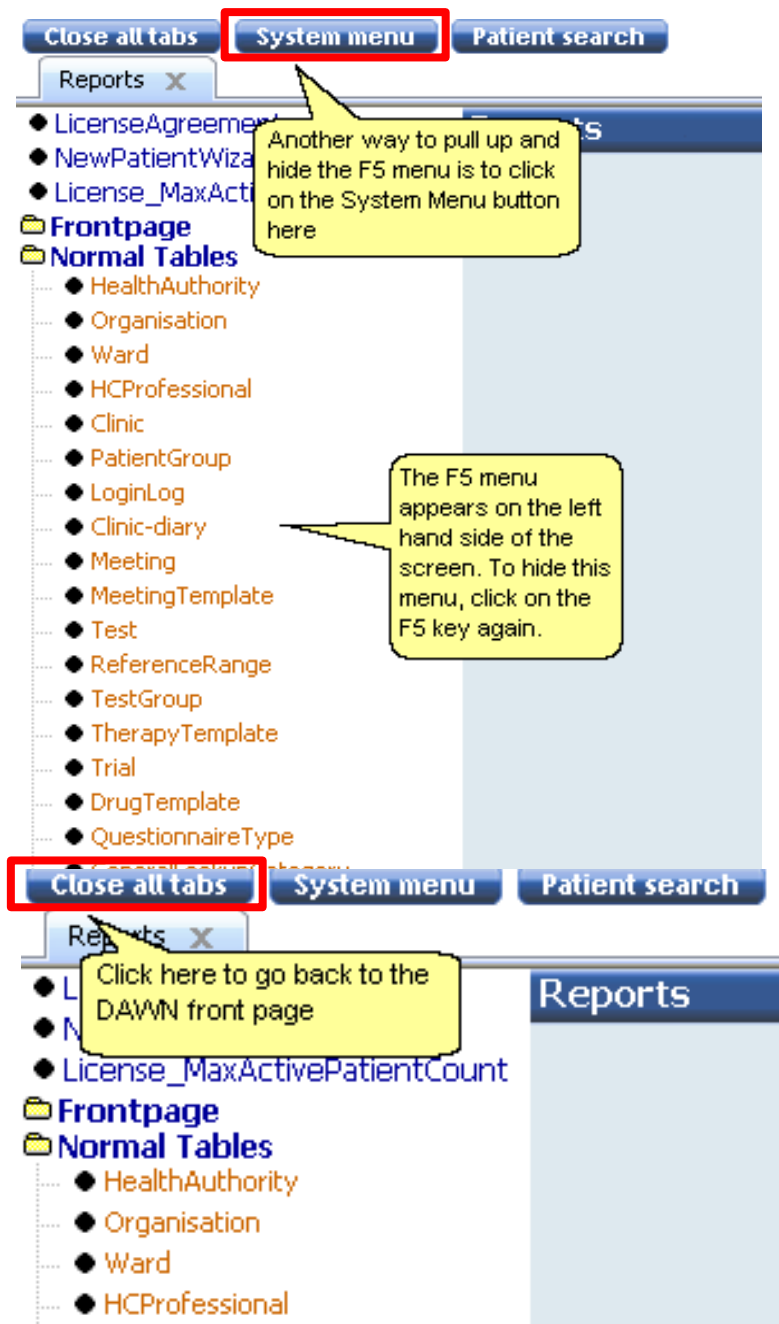 Close all tabs System menu Patient search
Reports X
LicenseAgreement
Another way to pull up and
hide the F5 menu is to click
on the System Menu button
here
NewPatientWiza
License_MaxActi
Frontpage
Normal Tables
HealthAuthority
Organisation
Ward
HCProfessional
Clinic
PatientGroup
LoginLog
Clinic-diary
Meeting
MeetingTemplate
Test
ReferenceRange
TestGroup
TherapyTemplate
Trial
DrugTemplate
QuestionnaireType
The F5 menu
appears on the left
hand side of the
screen. To hide this
menu, click on the
F5 key again.
GeneralLookupCategory
Close all tabs System menu Patient search
Reports X
Click here to go back to the
DAWN front page
Reports
L
N
License_MaxActivePatientCount
Frontpage
Normal Tables
HealthAuthority
Organisation
Ward
HCProfessional